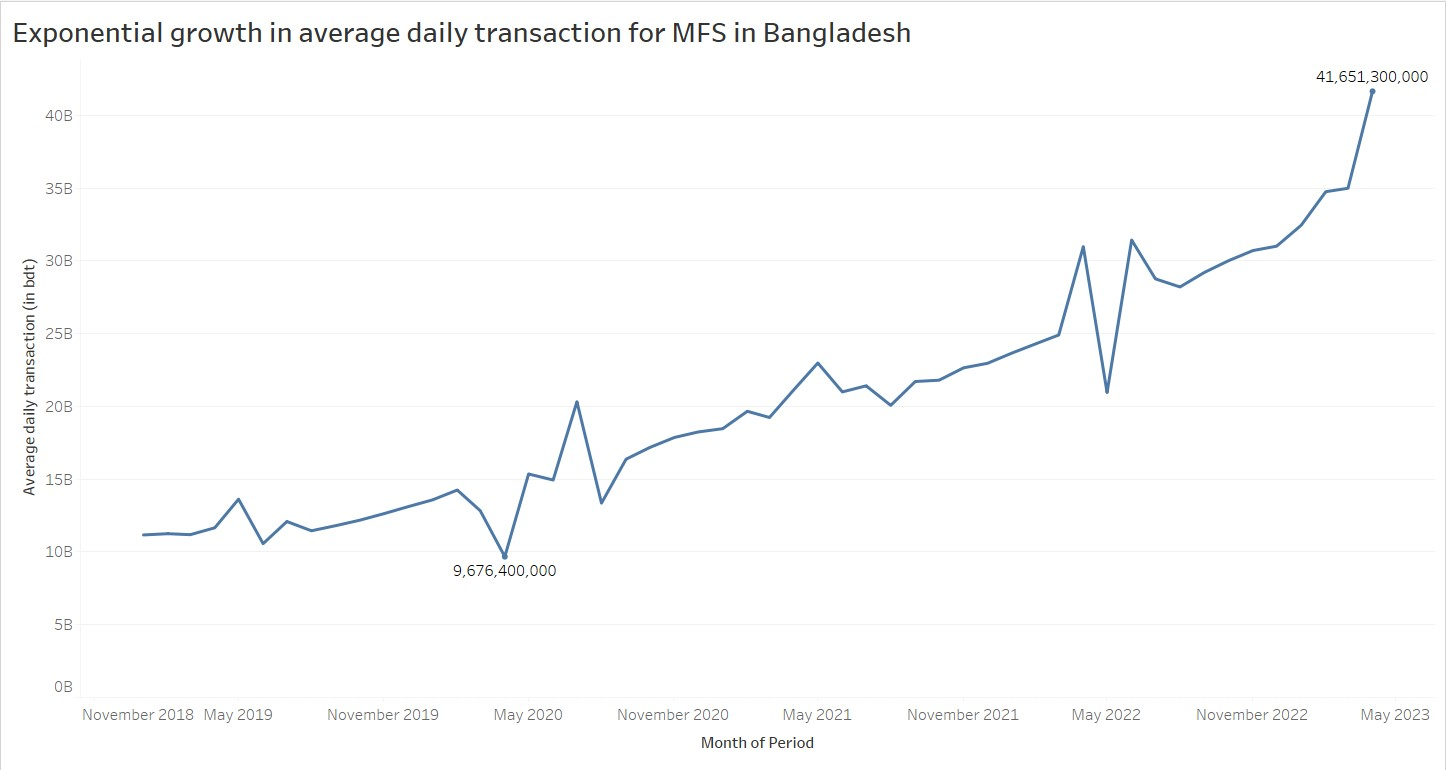 Exponential growth in average daily transaction for MFS in Bangladesh
41,651,300,000
40B
35B
30B
25B
20B
15B
10B
5B
0B
Average daily transaction (in bdt)
9,676,400,000
November 2018 May 2019 November 2019 May 2020 November 2020 May 2021 November 2021 May 2022 November 2022 May 2023
Month of Period